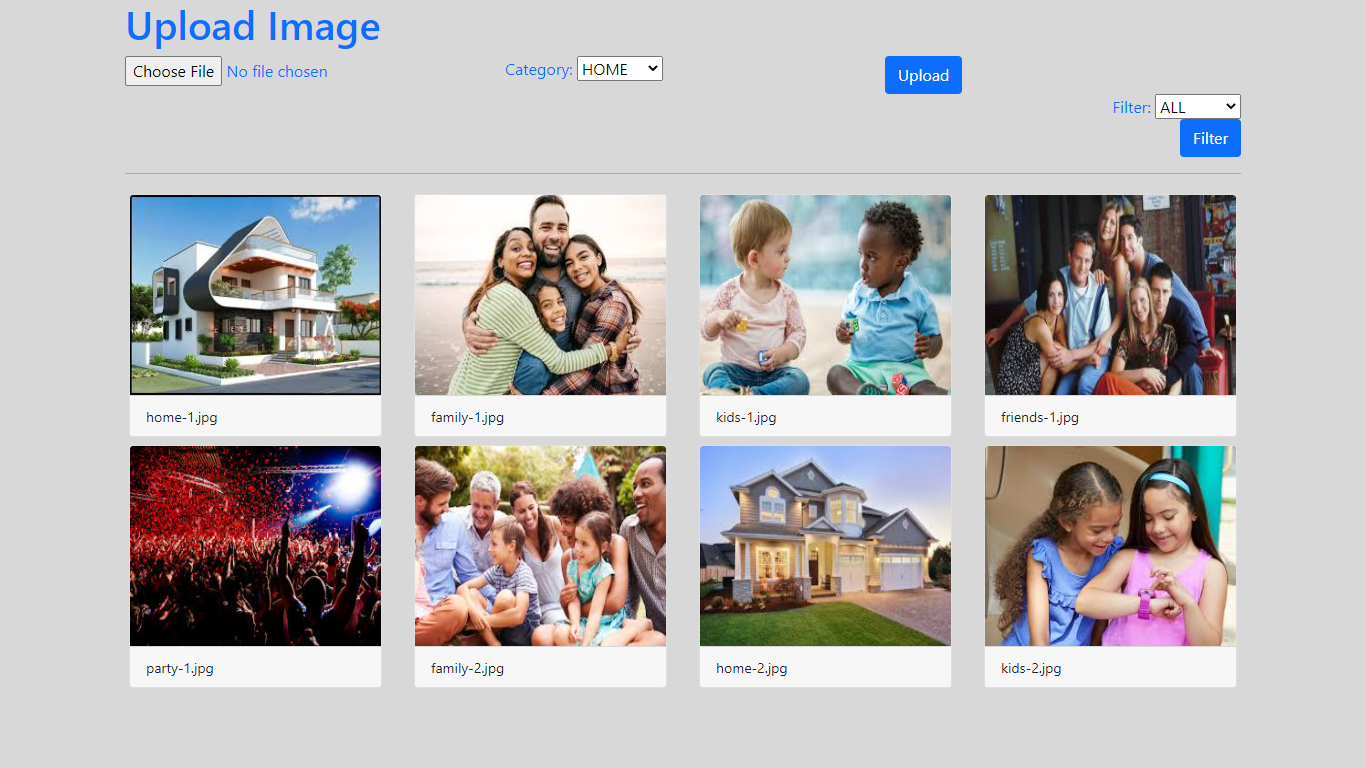 Upload Image
Choose File No file chosen
Category: HOME
Upload
Filter: ALL
Filter
home-1.jpg
family-1.jpg
kids-1.jpg
friends-1.jpg
party-1.jpg
family-2.jpg
home-2.jpg
kids-2.jpg